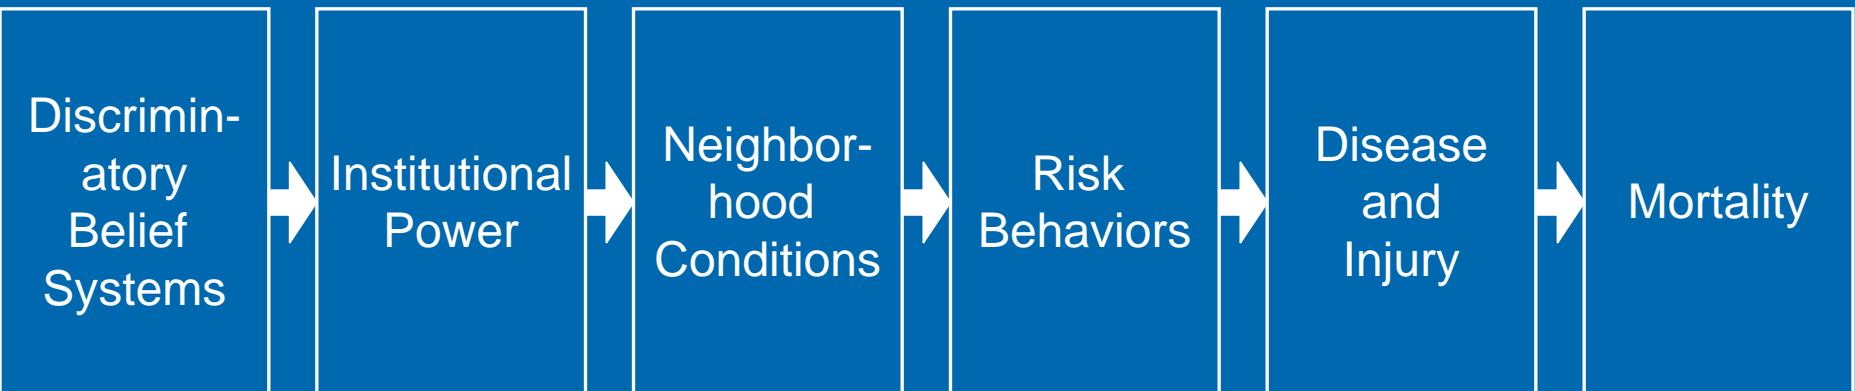 Discrimin-
atory
Belief
Systems
Institutional
Power
Neighbor-
hood
Conditions
Risk
Behaviors
Disease
and
Injury
Mortality